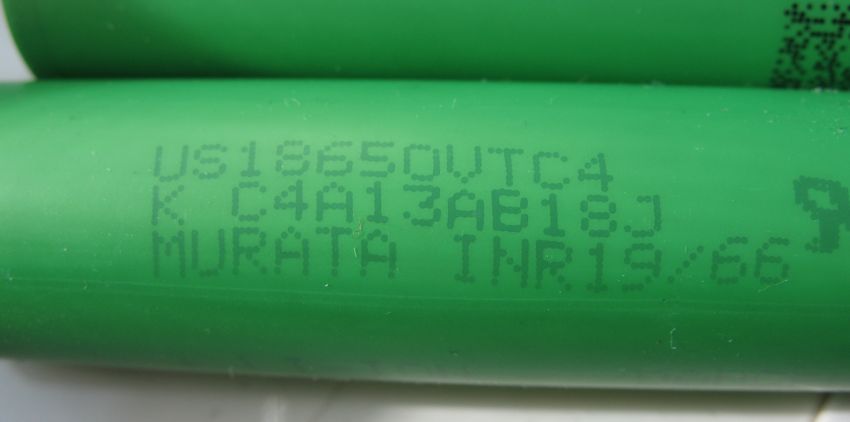 US18650VTC4
K C4A13AB18J
MURATA INR19/66